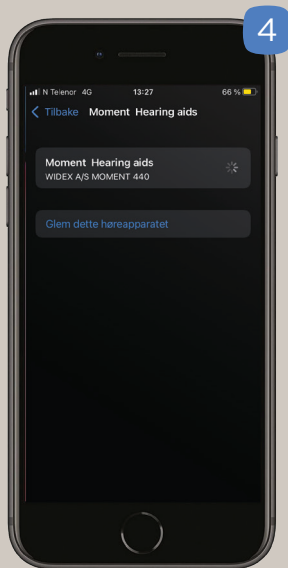 4
N Telenor 4G 13:27 66 %
Tilbake Moment Hearing aids
Moment Hearing aids
WIDEX A/S MOMENT 440
Glem dette høreapparatet